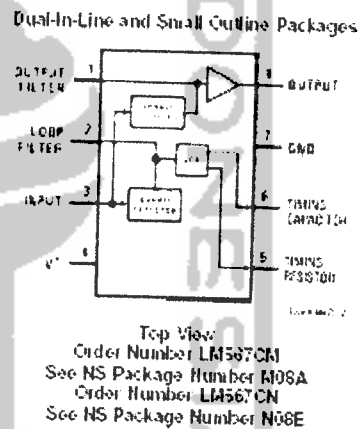 Dual-In-Line and Small Outline Packages
OUTPUT FILTER
1
8
OUTPUT
LOOP FILTER
2
7
GND
INPUT
3
6
TIMING CAPACITOR
V+
4
5
TIMING RESISTOR
Top View
Order Number LM567CM
See NS Package Number M08A
Order Number LM567CN
See NS Package Number N08E